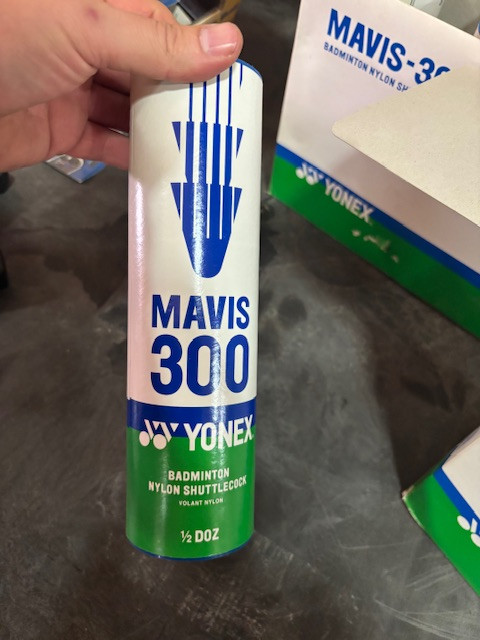 MAVIS
300
YONEX
BADMINTON
NYLON SHUTTLECOCK
VOLANT NYLON
½ DOZ
MAVIS-30
BADMINTON NYLON SH
YONEX